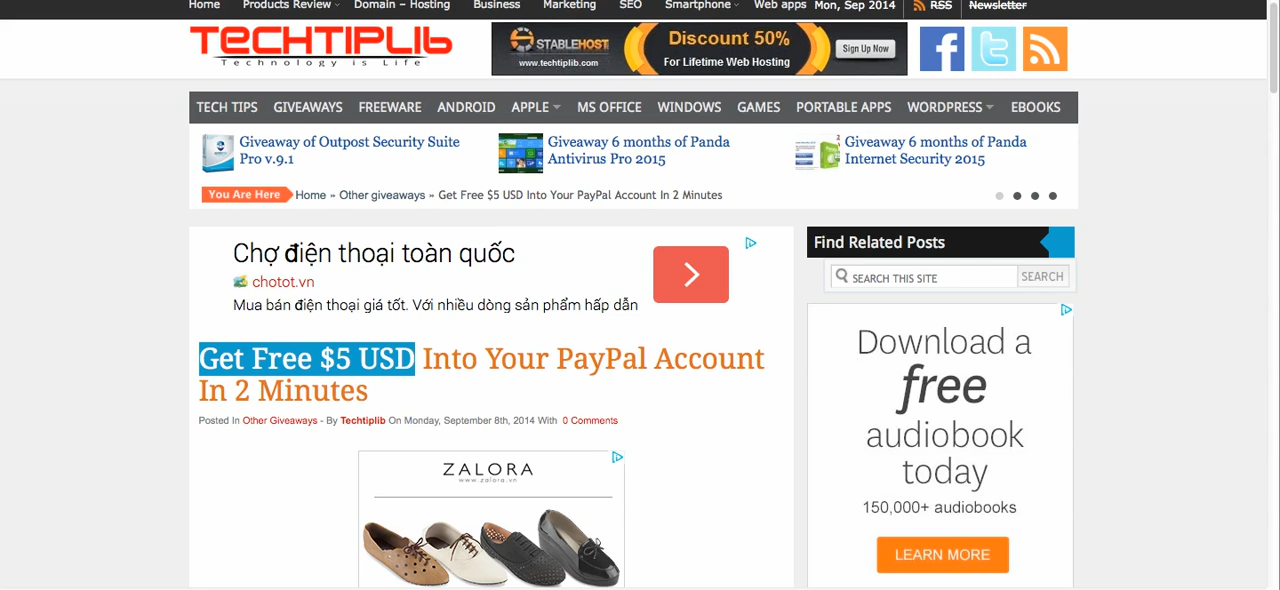 Home Products Review Domain – Hosting Business Marketing SEO Smartphone Web apps Mon, Sep 2014 RSS Newsletter
TECHTIPLIB
Technology is Life
STABLEHOST
www.techtiplib.com
Discount 50%
For Lifetime Web Hosting
Sign Up Now
TECH TIPS GIVEAWAYS FREEWARE ANDROID APPLE MS OFFICE WINDOWS GAMES PORTABLE APPS WORDPRESS EBOOKS
Giveaway of Outpost Security Suite
Pro v.9.1
Giveaway 6 months of Panda
Antivirus Pro 2015
Giveaway 6 months of Panda
Internet Security 2015
You Are Here Home » Other giveaways » Get Free $5 USD Into Your PayPal Account In 2 Minutes
Chợ điện thoại toàn quốc
chotot.vn
Mua bán điện thoại giá tốt. Với nhiều dòng sản phẩm hấp dẫn
Get Free $5 USD Into Your PayPal Account
In 2 Minutes
Posted In Other Giveaways - By Techtiplib On Monday, September 8th, 2014 With 0 Comments
ZALORA
www.zalora.vn
Find Related Posts
SEARCH THIS SITE SEARCH
Download a
free
audiobook
today
150,000+ audiobooks
LEARN MORE